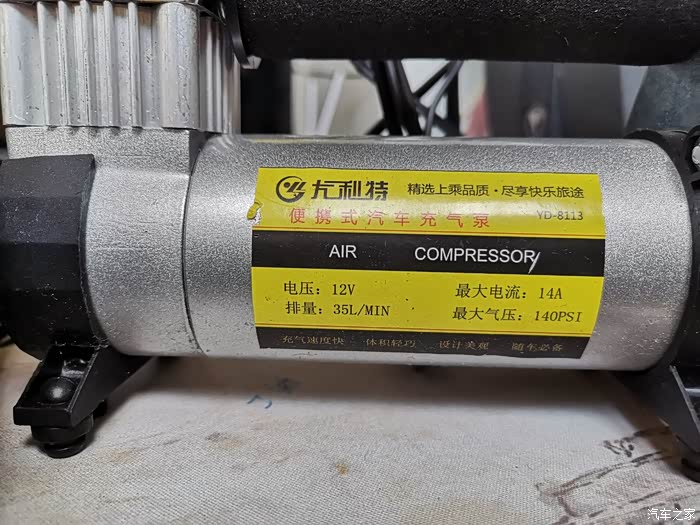 尤利特 精选上乘品质·尽享快乐旅途
便携式汽车充气泵 YD-8113
AIR COMPRESSOR
电压：12V 最大电流：14A
排量：35L/MIN 最大气压：140PSI
充气速度快 体积轻巧 设计美观 随车必备
汽车之家